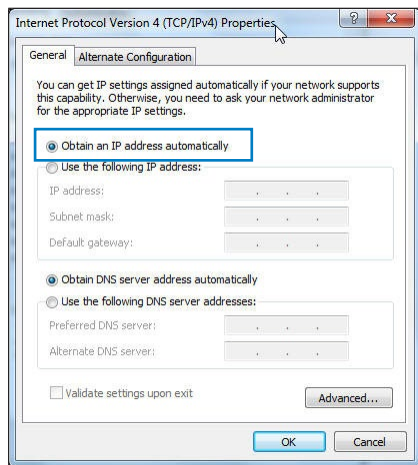 Internet Protocol Version 4 (TCP/IPv4) Properties
General
Alternate Configuration
You can get IP settings assigned automatically if your network supports
this capability. Otherwise, you need to ask your network administrator
for the appropriate IP settings.
Obtain an IP address automatically
Use the following IP address:
IP address:
Subnet mask:
Default gateway:
Obtain DNS server address automatically
Use the following DNS server addresses:
Preferred DNS server:
Alternate DNS server:
Validate settings upon exit
Advanced...
OK
Cancel